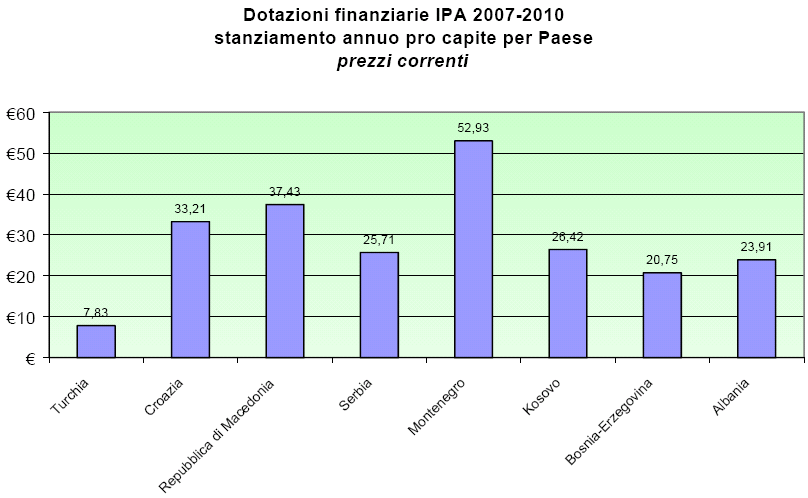 Dotazioni finanziarie IPA 2007-2010
stanziamento annuo pro capite per Paese
prezzi correnti
€60
€50
€40
€30
€20
€10
€
7,83
33,21
37,43
25,71
52,93
26,42
20,75
23,91
Turchia
Croazia
Repubblica di Macedonia
Serbia
Montenegro
Kosovo
Bosnia-Erzegovina
Albania